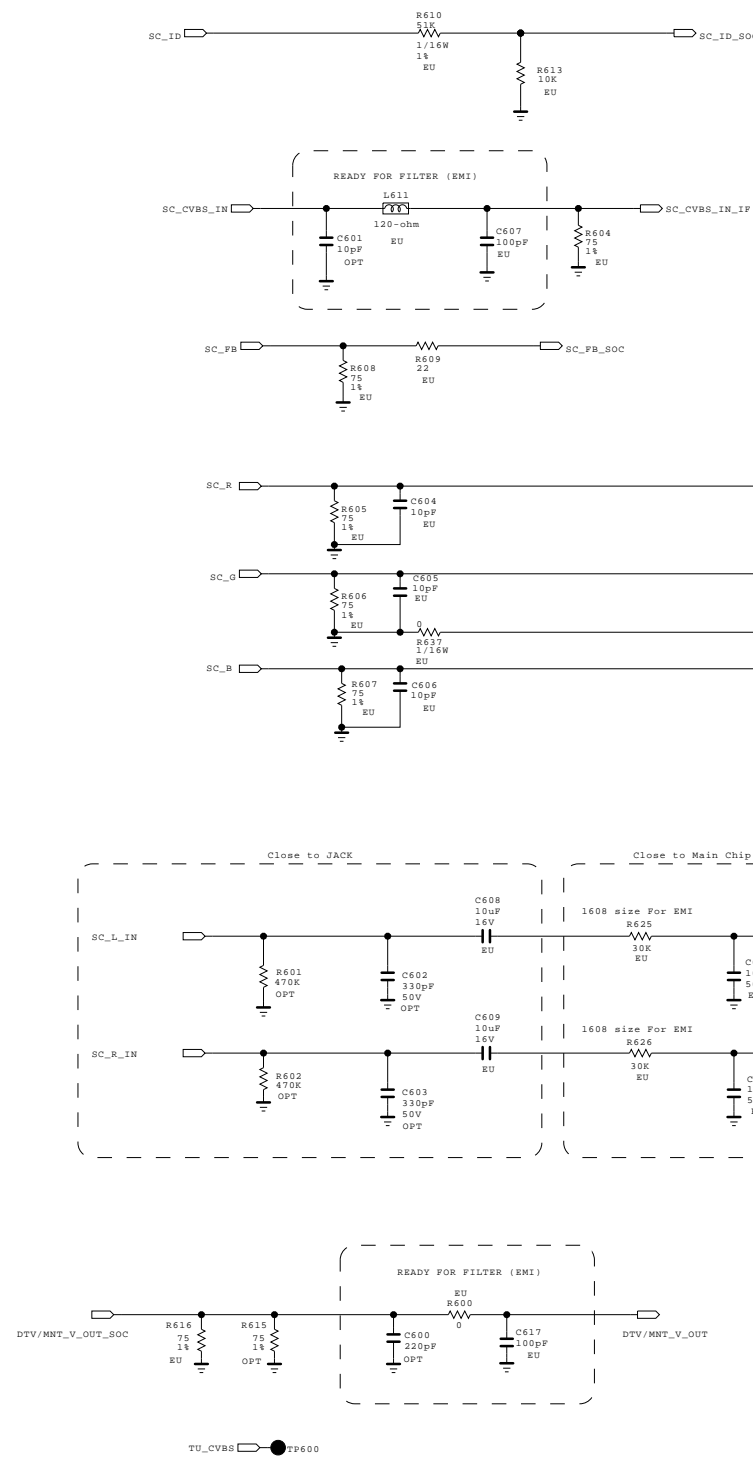 R610
51K
SC_ID
1/16W
1%
EU
SC_ID_SO
R613
10K
EU
READY FOR FILTER (EMI)
L611
SC_CVBS_IN
120-ohm
EU
SC_CVBS_IN_IF
C601
10pF
OPT
C607
100pF
EU
R604
75
1%
EU
SC_FB
R609
22
EU
SC_FB_SOC
R608
75
1%
EU
SC_R
R605
75
1%
EU
C604
10pF
EU
SC_G
R606
75
1%
EU
C605
10pF
EU
0
R637
1/16W
EU
SC_B
R607
75
1%
EU
C606
10pF
EU
Close to JACK
Close to Main Chip
C608
10uF
16V
EU
SC_L_IN
1608 size For EMI
R625
30K
EU
R601
470K
OPT
C602
330pF
50V
OPT
C609
10uF
16V
EU
SC_R_IN
1608 size For EMI
R626
30K
EU
R602
470K
OPT
C603
330pF
50V
OPT
READY FOR FILTER (EMI)
EU
R600
0
DTV/MNT_V_OUT_SOC
R616
75
1%
EU
R615
75
1%
OPT
C600
220pF
OPT
C617
100pF
EU
DTV/MNT_V_OUT
TU_CVBS
TP600